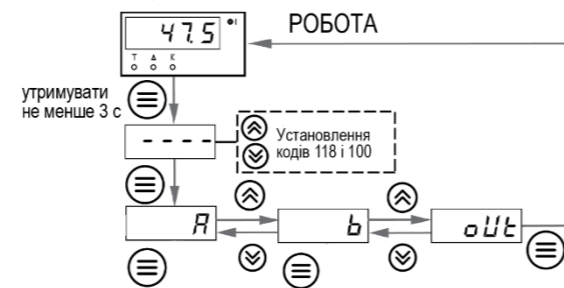 47.5
I
РОБОТА
T Δ K
утримувати
не менше 3 с
- - - -
Установлення
кодів 118 і 100
A
b
oUt